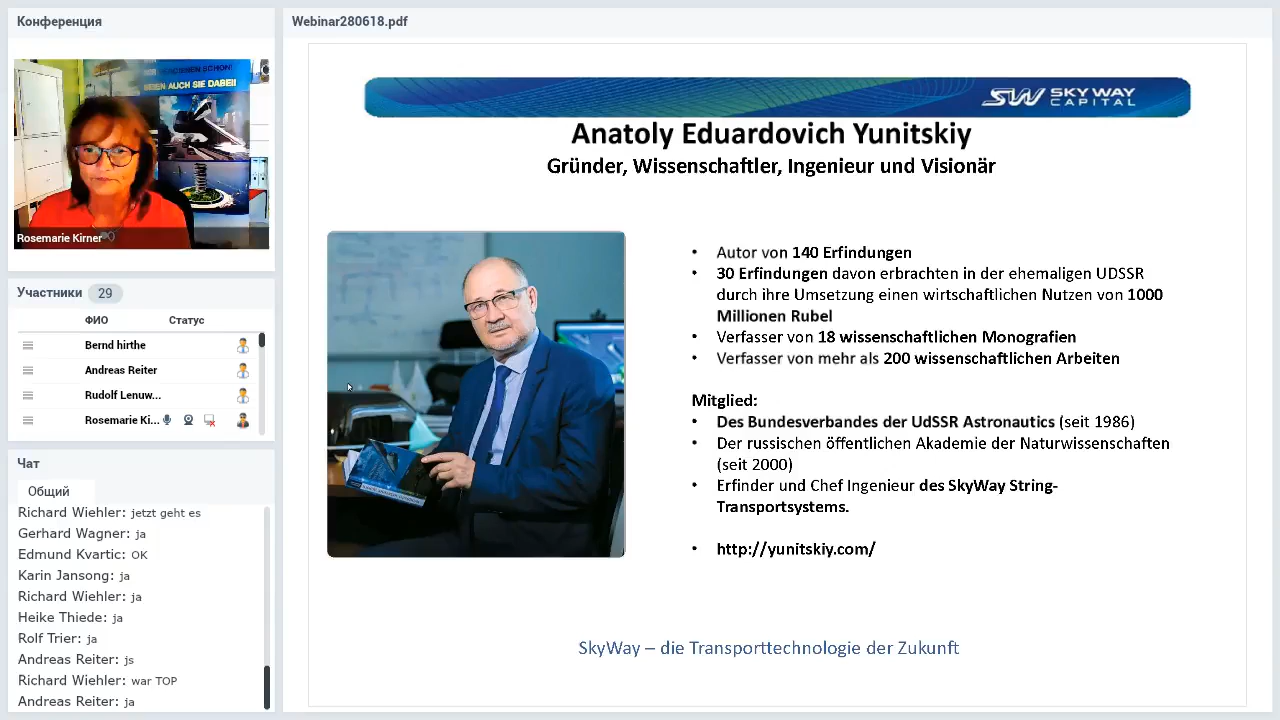 Конференция
AUCH SIE DABEI!
Rosemarie Kirner
Участники 29
ФИО Статус
Bernd hirthe
Andreas Reiter
Rudolf Lenuw...
Rosemarie Ki...
Чат
Общий
Richard Wiehler: jetzt geht es
Gerhard Wagner: ja
Edmund Kvartic: OK
Karin Jansong: ja
Richard Wiehler: ja
Heike Thiede: ja
Rolf Trier: ja
Andreas Reiter: js
Richard Wiehler: war TOP
Andreas Reiter: ja
Webinar280618.pdf
SW SKY WAY
CAPITAL
Anatoly Eduardovich Yunitskiy
Gründer, Wissenschaftler, Ingenieur und Visionär
• Autor von 140 Erfindungen
• 30 Erfindungen davon erbrachten in der ehemaligen UDSSR
durch ihre Umsetzung einen wirtschaftlichen Nutzen von 1000
Millionen Rubel
• Verfasser von 18 wissenschaftlichen Monografien
• Verfasser von mehr als 200 wissenschaftlichen Arbeiten
Mitglied:
• Des Bundesverbandes der UdSSR Astronautics (seit 1986)
• Der russischen öffentlichen Akademie der Naturwissenschaften
(seit 2000)
• Erfinder und Chef Ingenieur des SkyWay String-
Transportsystems.
• http://yunitskiy.com/
SkyWay – die Transporttechnologie der Zukunft